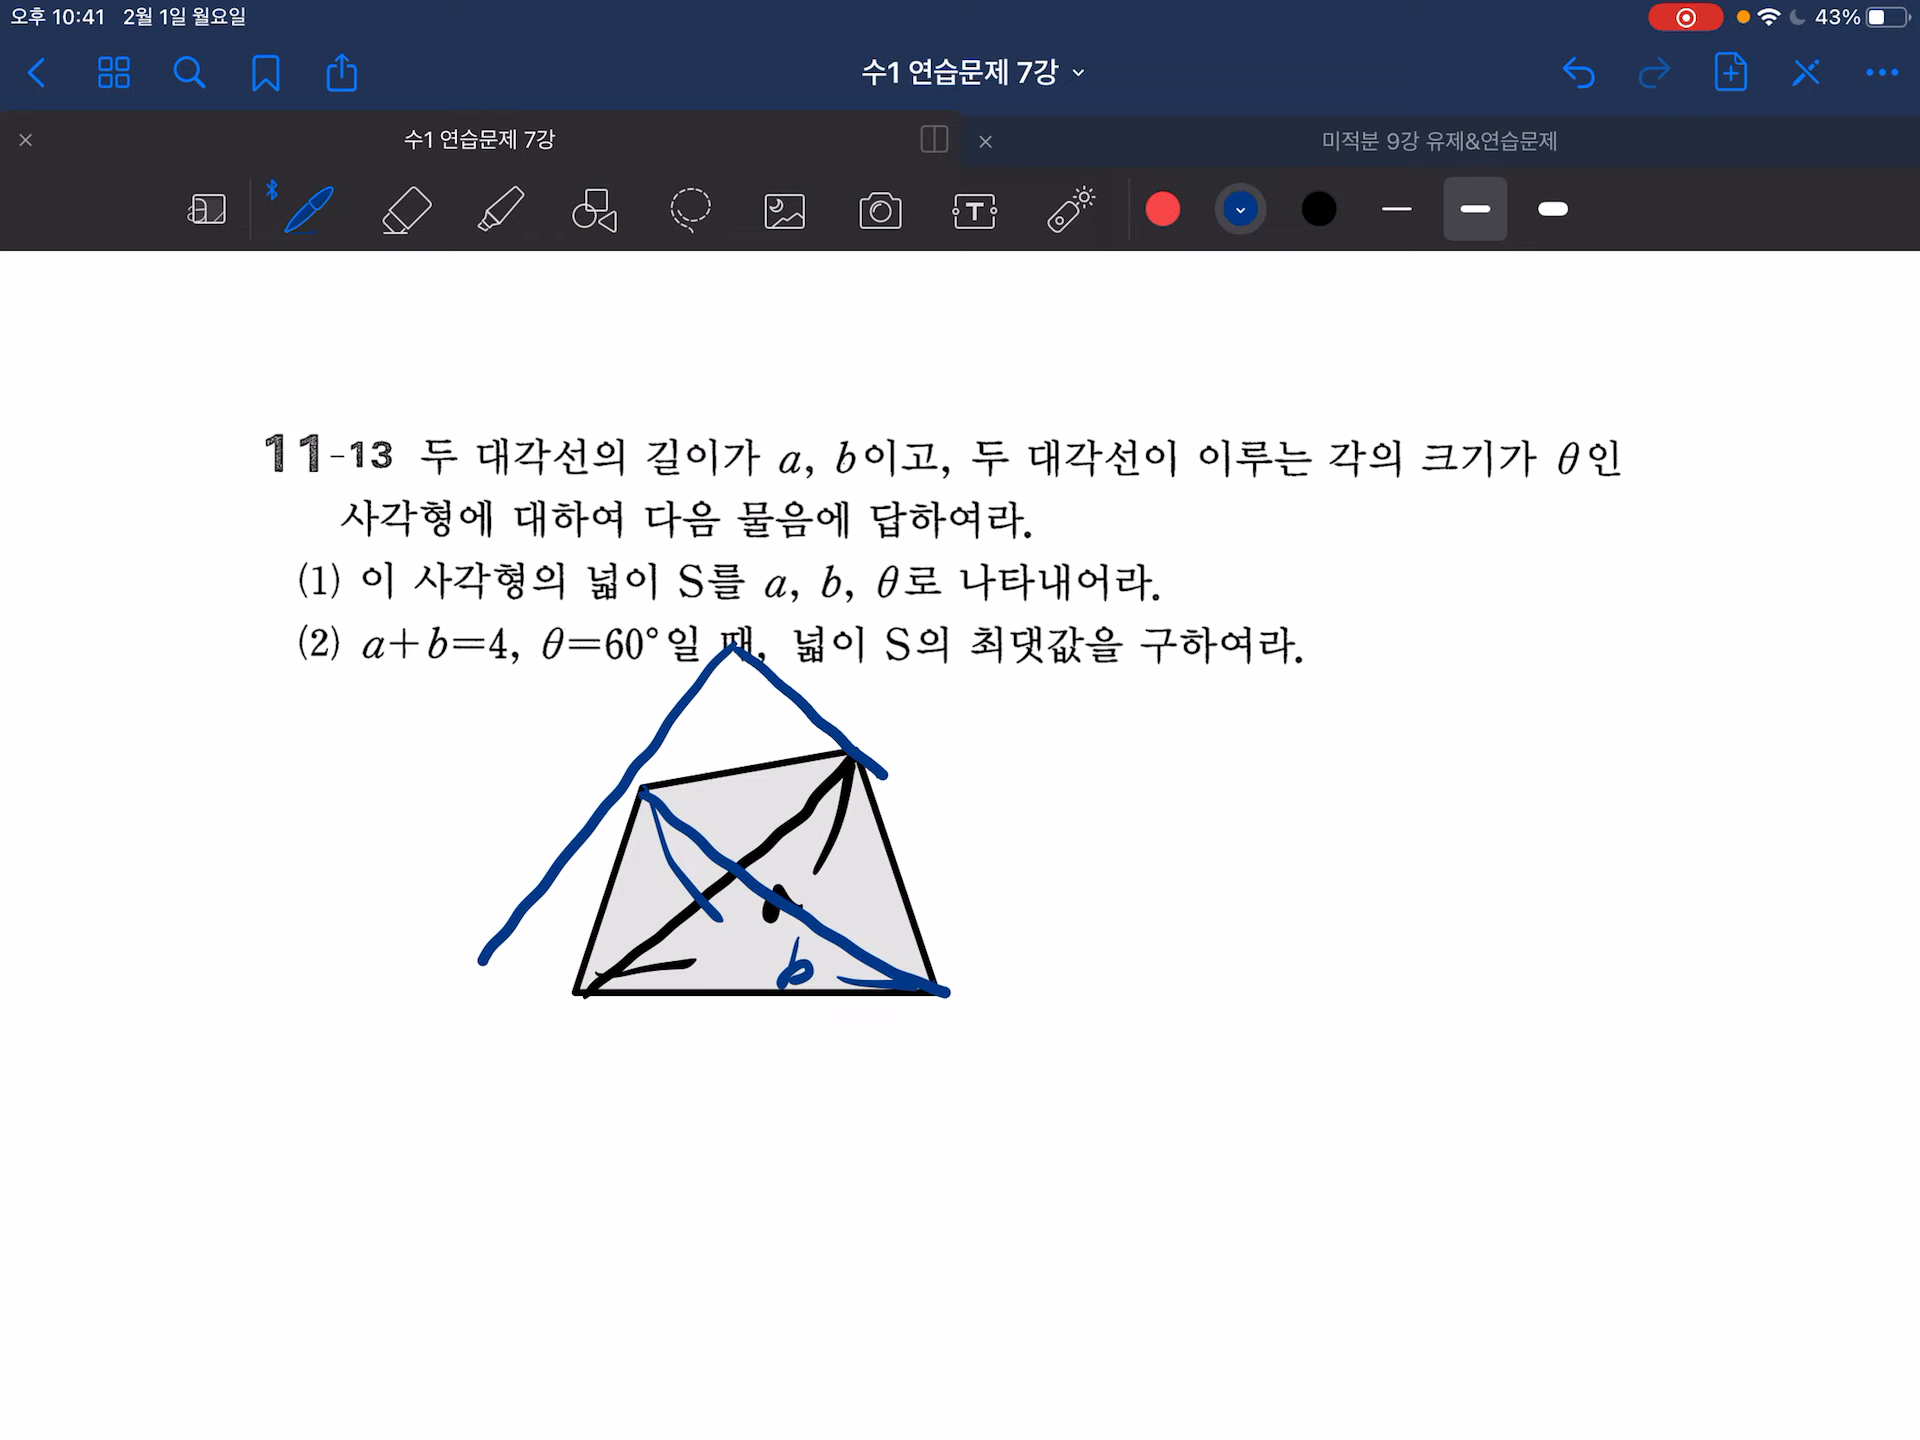 오후 10:41 2월 1일 월요일
43%
수1 연습문제 7강
수1 연습문제 7강
미적분 9강 유제&연습문제
11-13 두 대각선의 길이가 a, b이고, 두 대각선이 이루는 각의 크기가 θ인
사각형에 대하여 다음 물음에 답하여라.
(1) 이 사각형의 넓이 S를 a, b, θ로 나타내어라.
(2) a+b=4, θ=60°일 때, 넓이 S의 최댓값을 구하여라.
a
b